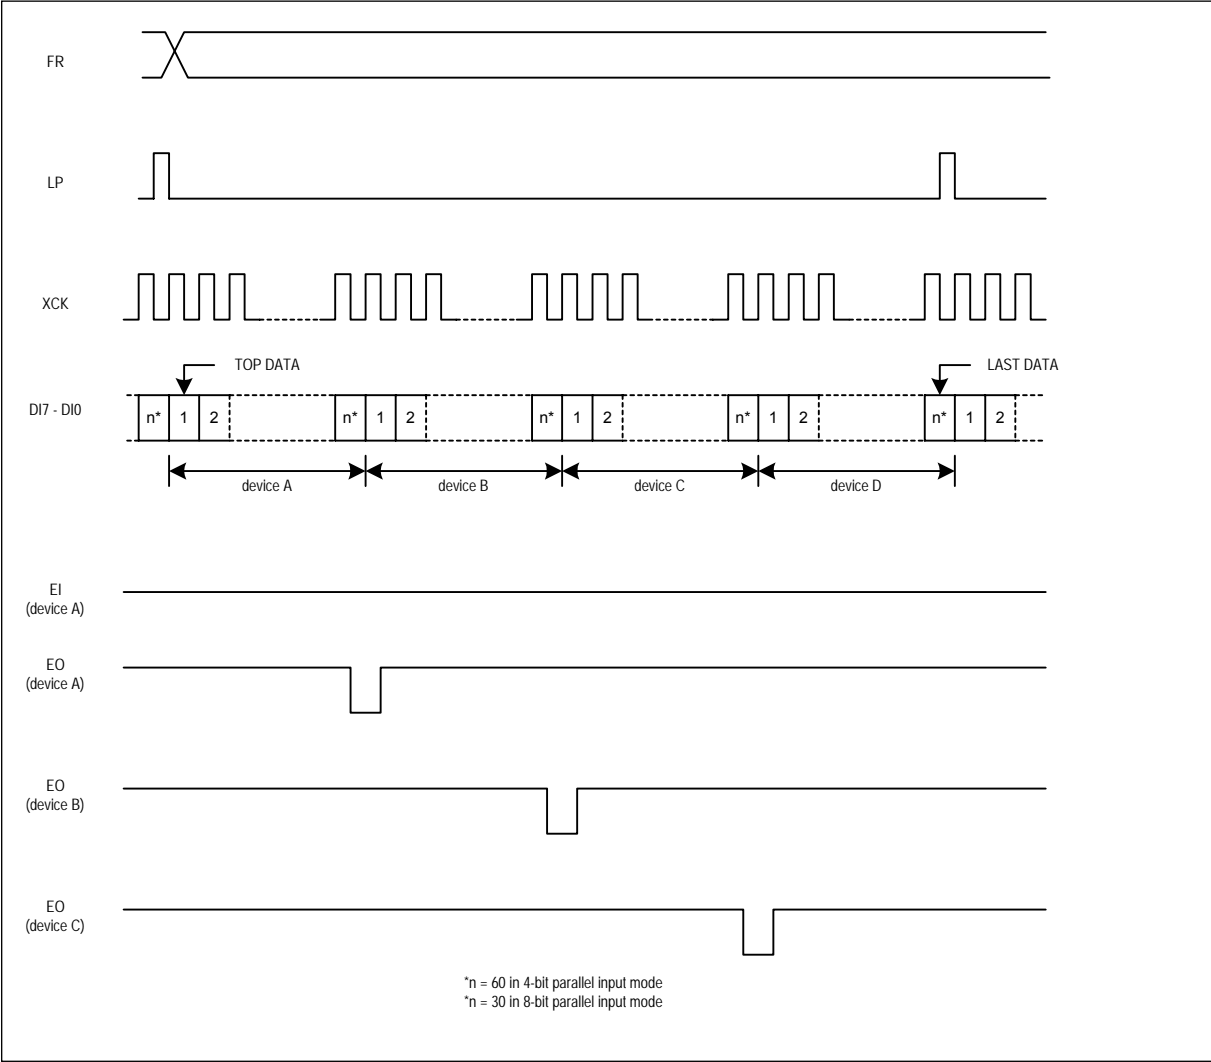 FR
LP
XCK
TOP DATA
LAST DATA
DI7 - DI0
n* 1 2 n* 1 2 n* 1 2 n* 1 2 n* 1 2
device A device B device C device D
EI
(device A)
EO
(device A)
EO
(device B)
EO
(device C)
*n = 60 in 4-bit parallel input mode
*n = 30 in 8-bit parallel input mode